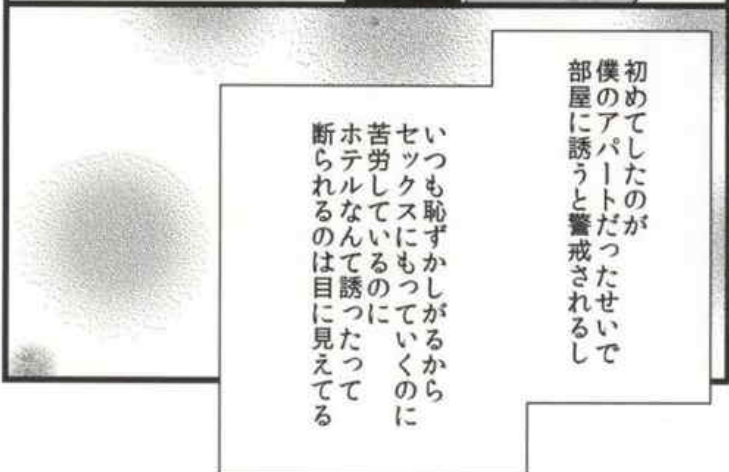 初めてしたのが
僕のアパートだったせいで
部屋に誘うと警戒されるし
いつも恥ずかしがるから
セックスにもっていくのに
苦労しているのに
ホテルなんて誘ったって
断られるのは目に見えてる